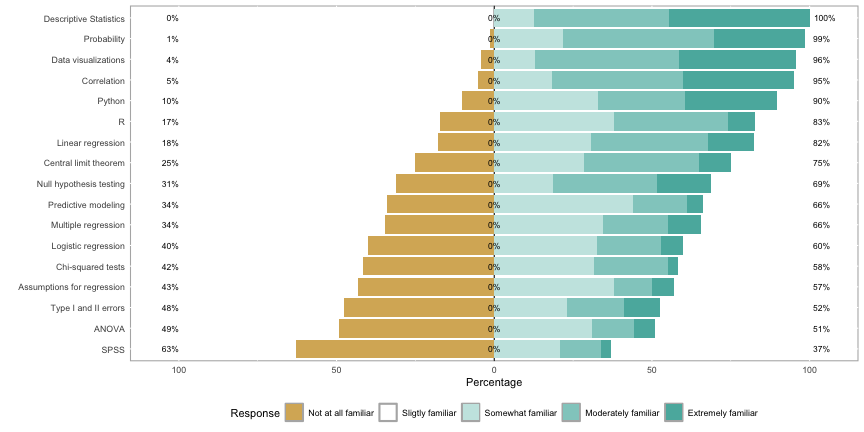 Descriptive Statistics 0% 0% 100%
Probability 1% 0% 99%
Data visualizations 4% 0% 96%
Correlation 5% 0% 95%
Python 10% 0% 90%
R 17% 0% 83%
Linear regression 18% 0% 82%
Central limit theorem 25% 0% 75%
Null hypothesis testing 31% 0% 69%
Predictive modeling 34% 0% 66%
Multiple regression 34% 0% 66%
Logistic regression 40% 0% 60%
Chi-squared tests 42% 0% 58%
Assumptions for regression 43% 0% 57%
Type I and II errors 48% 0% 52%
ANOVA 49% 0% 51%
SPSS 63% 0% 37%
100 50 0 50 100
Percentage
Response Not at all familiar Sligtly familiar Somewhat familiar Moderately familiar Extremely familiar